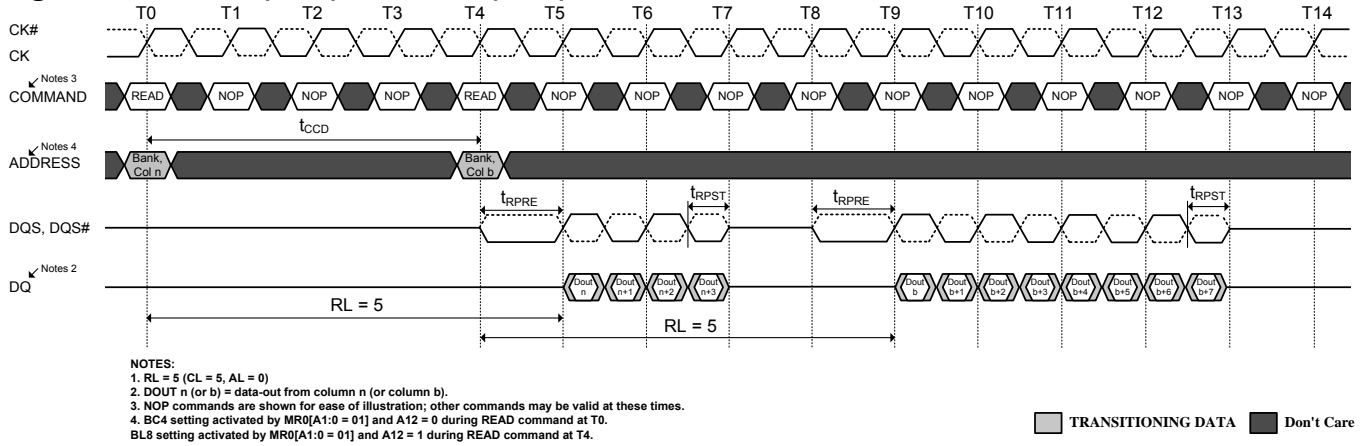 T0 T1 T2 T3 T4 T5 T6 T7 T8 T9 T10 T11 T12 T13 T14
CK#
CK
Notes 3
COMMAND READ NOP NOP NOP READ NOP NOP NOP NOP NOP NOP NOP NOP NOP NOP
tCCD
Notes 4
ADDRESS
Bank, Col n
Bank, Col b
tRPRE tRPST tRPRE tRPST
DQS, DQS#
Notes 2
DQ
Dout n
Dout n+1
Dout n+2
Dout n+3
Dout b
Dout b+1
Dout b+2
Dout b+3
Dout b+4
Dout b+5
Dout b+6
Dout b+7
RL = 5
RL = 5
NOTES:
1. RL = 5 (CL = 5, AL = 0)
2. DOUT n (or b) = data-out from column n (or column b).
3. NOP commands are shown for ease of illustration; other commands may be valid at these times.
4. BC4 setting activated by MR0[A1:0 = 01] and A12 = 0 during READ command at T0.
BL8 setting activated by MR0[A1:0 = 01] and A12 = 1 during READ command at T4.
TRANSITIONING DATA Don't Care